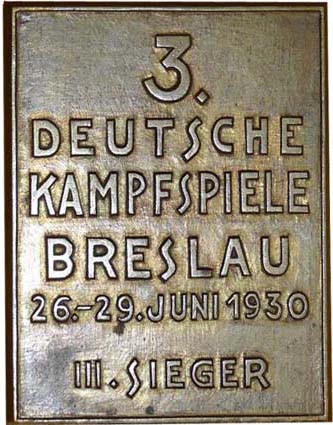 3.
DEUTSCHE
KAMPFSPIELE
BRESLAU
26.-29. JUNI 1930
III. SIEGER